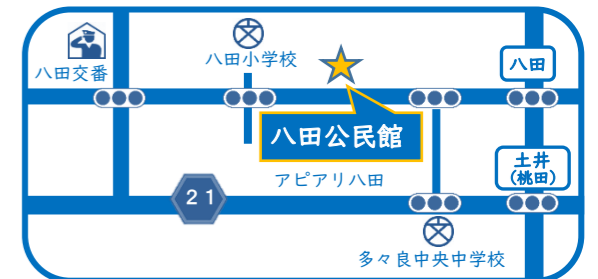 八田小学校
八田交番
八田
八田公民館
土井
(桃田)
アピアリ八田
21
多々良中央中学校